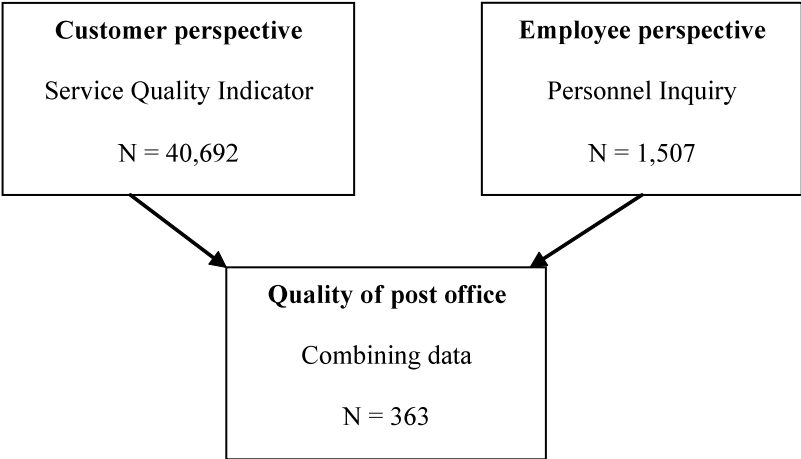 Customer perspective
Service Quality Indicator
N = 40,692
Employee perspective
Personnel Inquiry
N = 1,507
Quality of post office
Combining data
N = 363